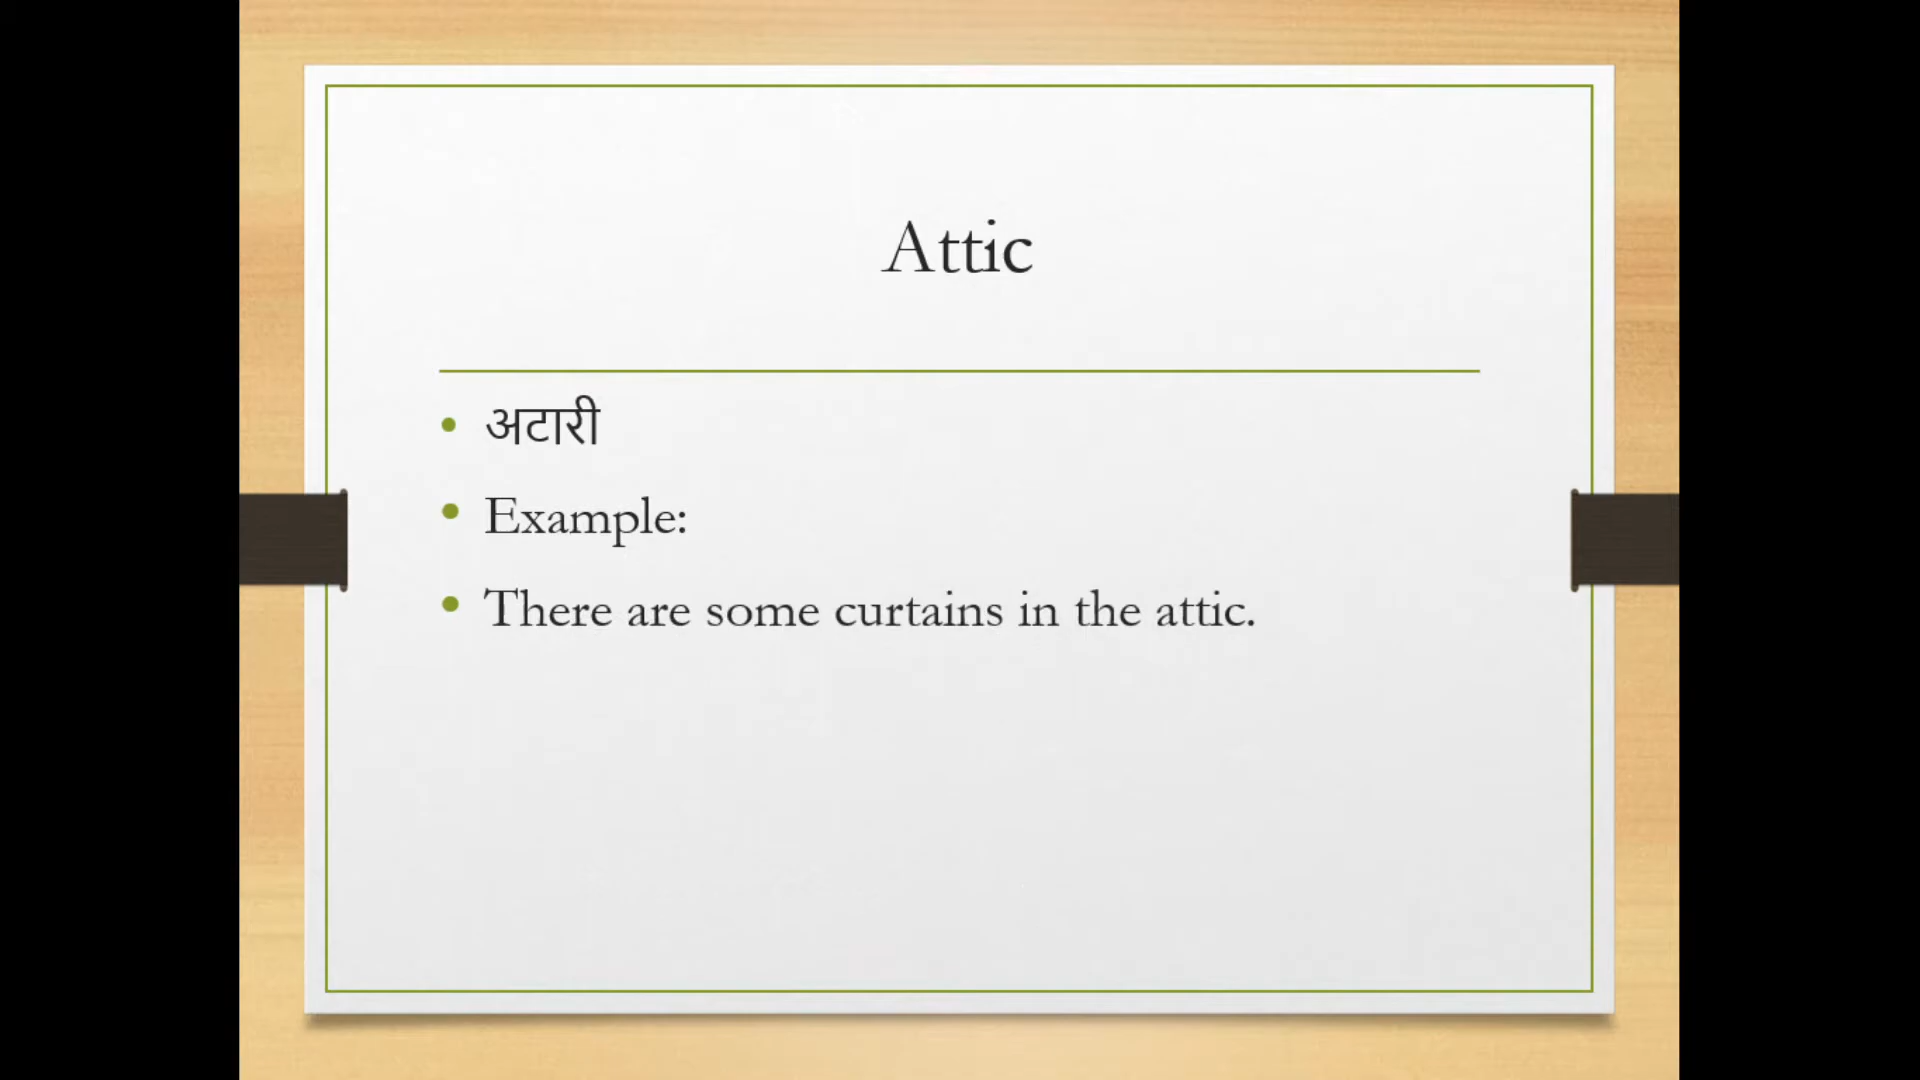 Attic
अटारी
Example:
There are some curtains in the attic.